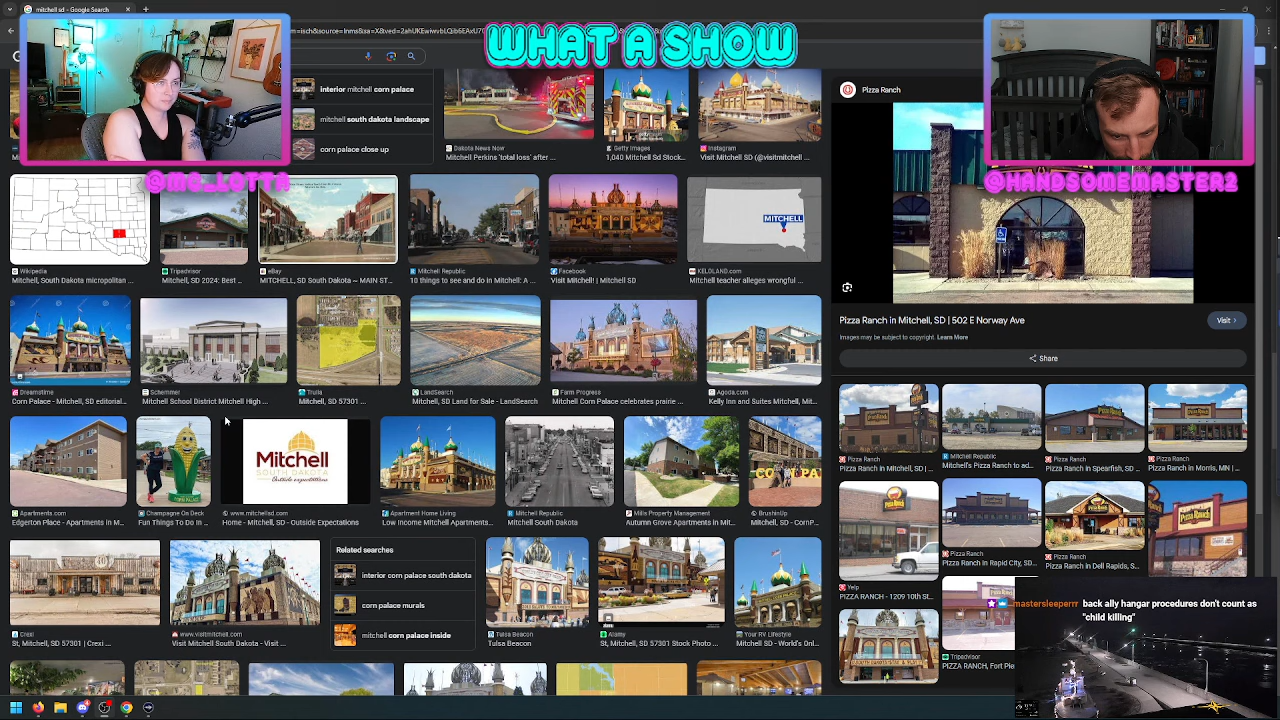 mitchell sd - Google Search
WHAT A SHOW
@MC_LOTTA
@HANDSOMEMASTER2
interior mitchell corn palace
mitchell south dakota landscape
corn palace close up
Dakota News Now
Mitchell Perkins 'total loss' after ...
Getty Images
1,040 Mitchell Sd Stock...
Instagram
Visit Mitchell SD (@visitmitchell ...
Pizza Ranch
MITCHELL
Wikipedia
Mitchell, South Dakota micropolitan ...
Tripadvisor
Mitchell, SD 2024: Best ...
eBay
MITCHELL, SD South Dakota ~ MAIN ST...
Mitchell Republic
10 things to see and do in Mitchell: A ...
Facebook
Visit Mitchell! | Mitchell SD
KELOLAND.com
Mitchell teacher alleges wrongful ...
Pizza Ranch in Mitchell, SD | 502 E Norway Ave
Visit
Images may be subject to copyright. Learn More
Share
Dreamstime
Corn Palace - Mitchell, SD editorial...
Schemmer
Mitchell School District Mitchell High ...
Trulia
Mitchell, SD 57301 ...
LandSearch
Mitchell, SD Land for Sale - LandSearch
Farm Progress
Mitchell Corn Palace celebrates prairie ...
Agoda.com
Kelly Inn and Suites Mitchell, Mit...
Mitchell
SOUTH DAKOTA
Outside expectations
Apartments.com
Edgerton Place - Apartments in M...
Champagne On Deck
Fun Things To Do In ...
www.mitchellsd.com
Home - Mitchell, SD - Outside Expectations
Apartment Home Living
Low Income Mitchell Apartments...
Mitchell Republic
Mitchell South Dakota
Mills Property Management
Autumn Grove Apartments in Mit...
BrushinUp
Mitchell, SD - CornP...
Pizza Ranch
Pizza Ranch in Mitchell, SD | ...
Mitchell Republic
Mitchell's Pizza Ranch to ad...
Pizza Ranch
Pizza Ranch in Spearfish, SD ...
Pizza Ranch
Pizza Ranch in Morris, MN | ...
Related searches
interior corn palace south dakota
corn palace murals
mitchell corn palace inside
Crexi
St, Mitchell, SD 57301 | Crexi ...
www.visitmitchell.com
Visit Mitchell South Dakota - Visit ...
Tulsa Beacon
Tulsa Beacon
Alamy
St, Mitchell, SD 57301 Stock Photo ...
Your RV Lifestyle
Mitchell SD - World's Onl...
Yelp
PIZZA RANCH - 1209 10th St...
Pizza Ranch
Pizza Ranch in Rapid City, SD...
Pizza Ranch
Pizza Ranch in Dell Rapids, S...
Tripadvisor
PIZZA RANCH, Fort Pie
mastersleeperrr back ally hangar procedures don't count as
"child killing"